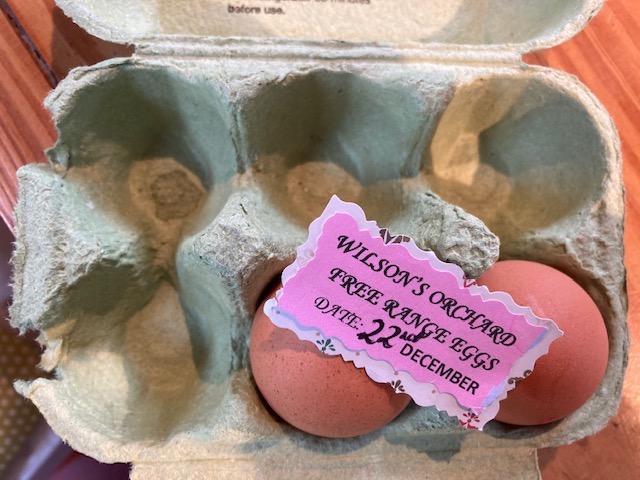 before use.
WILSON'S ORCHARD
FREE RANGE EGGS
DATE: 22nd DECEMBER